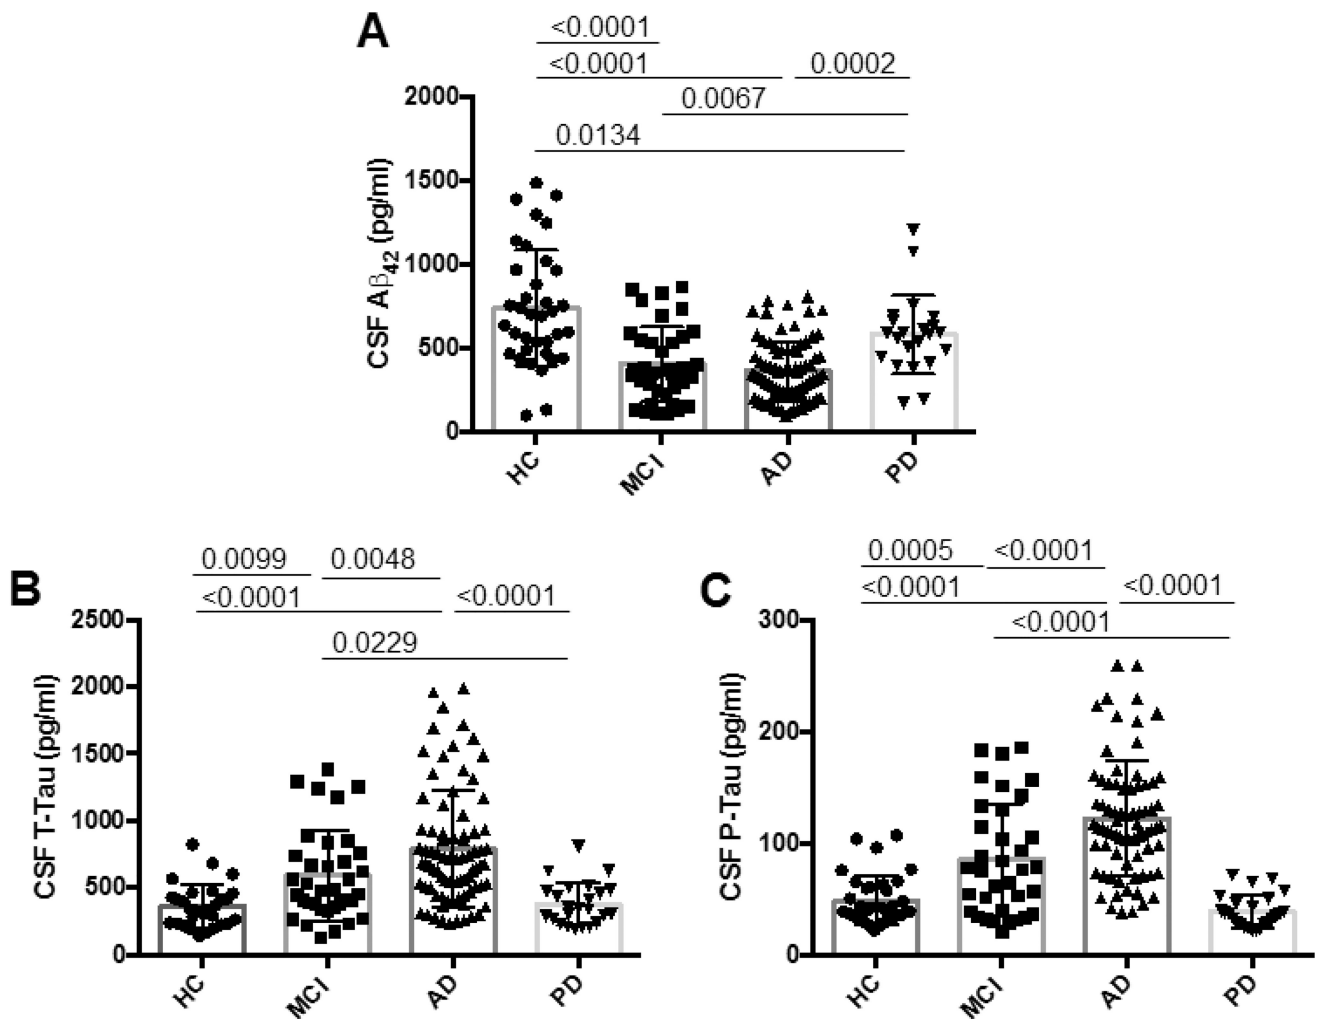 A
<0.0001
<0.0001 0.0002
0.0067
0.0134
2000
1500
1000
500
0
CSF Aβ42 (pg/ml)
HC MCI AD PD
B
0.0099 0.0048
<0.0001 <0.0001
0.0229
2500
2000
1500
1000
500
0
CSF T-Tau (pg/ml)
HC MCI AD PD
C
0.0005 <0.0001
<0.0001 <0.0001
<0.0001
300
200
100
0
CSF P-Tau (pg/ml)
HC MCI AD PD